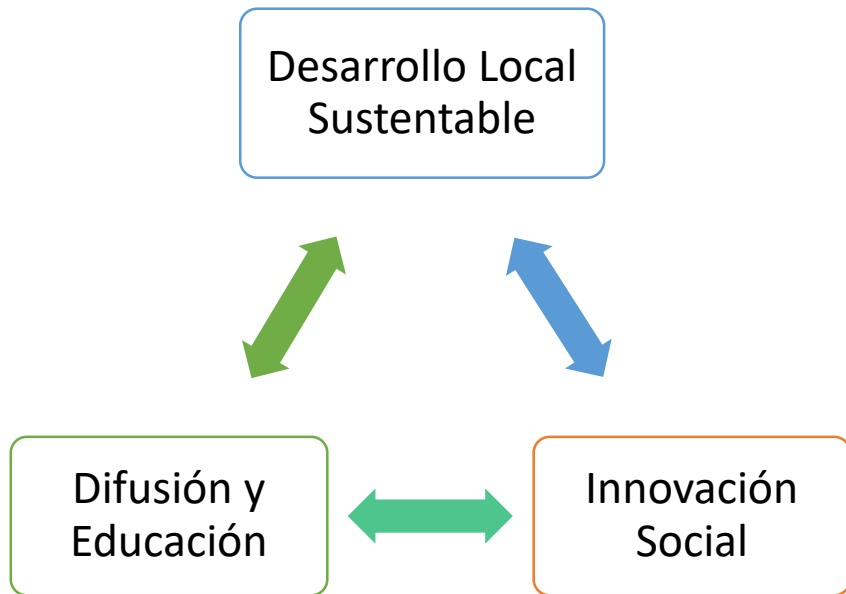 Desarrollo Local
Sustentable
Difusión y
Educación
Innovación
Social